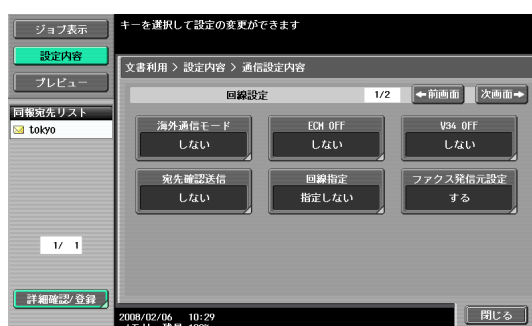 ジョブ表示
設定内容
プレビュー
同報宛先リスト
tokyo
1/ 1
詳細確認/登録
キーを選択して設定の変更ができます
文書利用 > 設定内容 > 通信設定内容
回線設定 1/2 ←前画面 次画面→
海外通信モード ECM OFF V34 OFF
しない しない しない
宛先確認送信 回線指定 ファクス発信元設定
しない 指定しない する
2008/02/06 10:29
閉じる